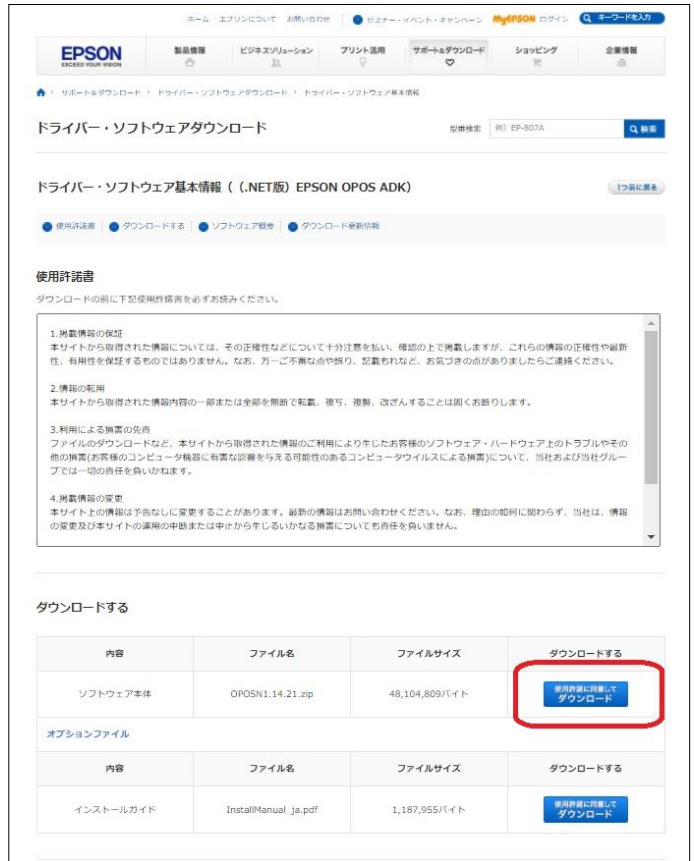 ホーム エプソンについて お問い合わせ セミナー・イベント・キャンペーン MyEPSON ログイン キーワードを入力
EPSON
EXCEED YOUR VISION
製品情報 ビジネスソリューション プリント活用 サポート&ダウンロード ショッピング 企業情報
サポート&ダウンロード ドライバー・ソフトウェアダウンロード ドライバー・ソフトウェア基本情報
ドライバー・ソフトウェアダウンロード 型番検索 例) EP-807A 検索
ドライバー・ソフトウェア基本情報( (.NET版) EPSON OPOS ADK) 1つ前に戻る
使用許諾書 ダウンロードする ソフトウェア概要 ダウンロード更新情報
使用許諾書
ダウンロードの前に下記使用許諾書を必ずお読みください。
1.掲載情報の保証
本サイトから取得された情報については、その正確性などについて十分注意を払い、確認の上で掲載しますが、これらの情報の正確性や最新
性、有用性を保証するものではありません。なお、万一ご不審な点や誤り、記載もれなど、お気づきの点がありましたらご連絡ください。
2.情報の転用
本サイトから取得された情報内容の一部または全部を無断で転載、複写、複製、改ざんすることは固くお断りします。
3.利用による損害の免責
ファイルのダウンロードなど、本サイトから取得された情報のご利用により生じたお客様のソフトウェア・ハードウェア上のトラブルやその
他の損害(お客様のコンピュータ機器に有害な影響を与える可能性のあるコンピュータウイルスによる損害)について、当社および当社グルー
プでは一切の責任を負いかねます。
4.掲載情報の変更
本サイト上の情報は予告なしに変更することがあります。最新の情報はお問い合わせください。なお、理由の如何に関わらず、当社は、情報
の変更及び本サイトの運用の中断または中止から生じるいかなる損害についても責任を負いません。
ダウンロードする
内容 ファイル名 ファイルサイズ ダウンロードする
ソフトウェア本体 OPOSN1.14.21.zip 48,104,809バイト 使用許諾に同意して
ダウンロード
オプションファイル
内容 ファイル名 ファイルサイズ ダウンロードする
インストールガイド InstallManual_ja.pdf 1,187,955バイト 使用許諾に同意して
ダウンロード